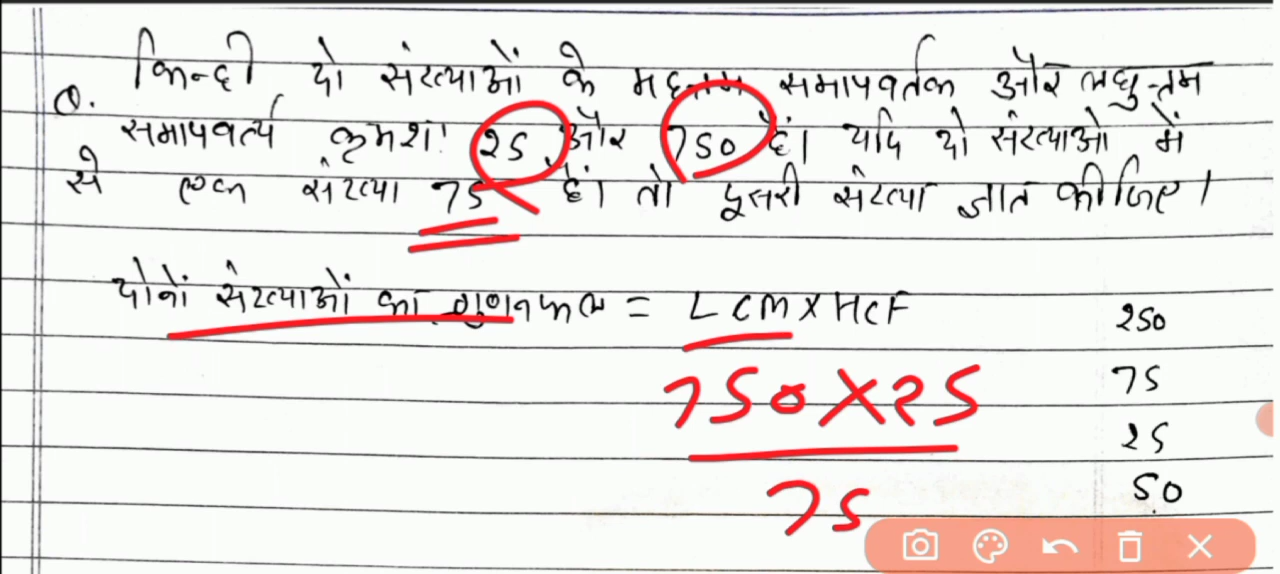 किन्ही दो संख्याओं के महत्तम समापवर्तक और लघुत्तम
Q.
समापवर्त्य क्रमश: 25 और 750 हैं। यदि दो संख्याओ में
से एक संख्या 75 हैं। तो दूसरी संख्या ज्ञात कीजिए।
दोनों संख्याओं का गुणनफल = LCM X HCF
750 X 25
75
250
75
25
50